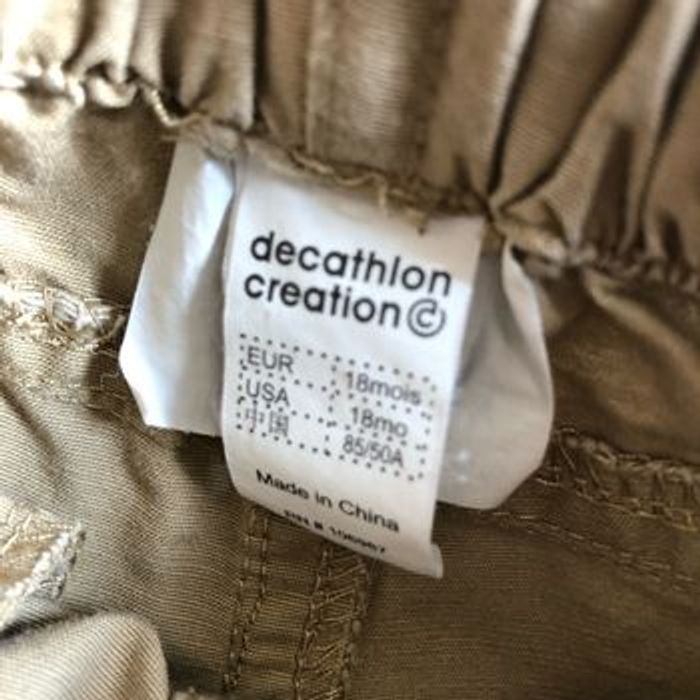 decathlon
creation©
EUR 18mois
USA 18mo
中国 85/50A
Made in China